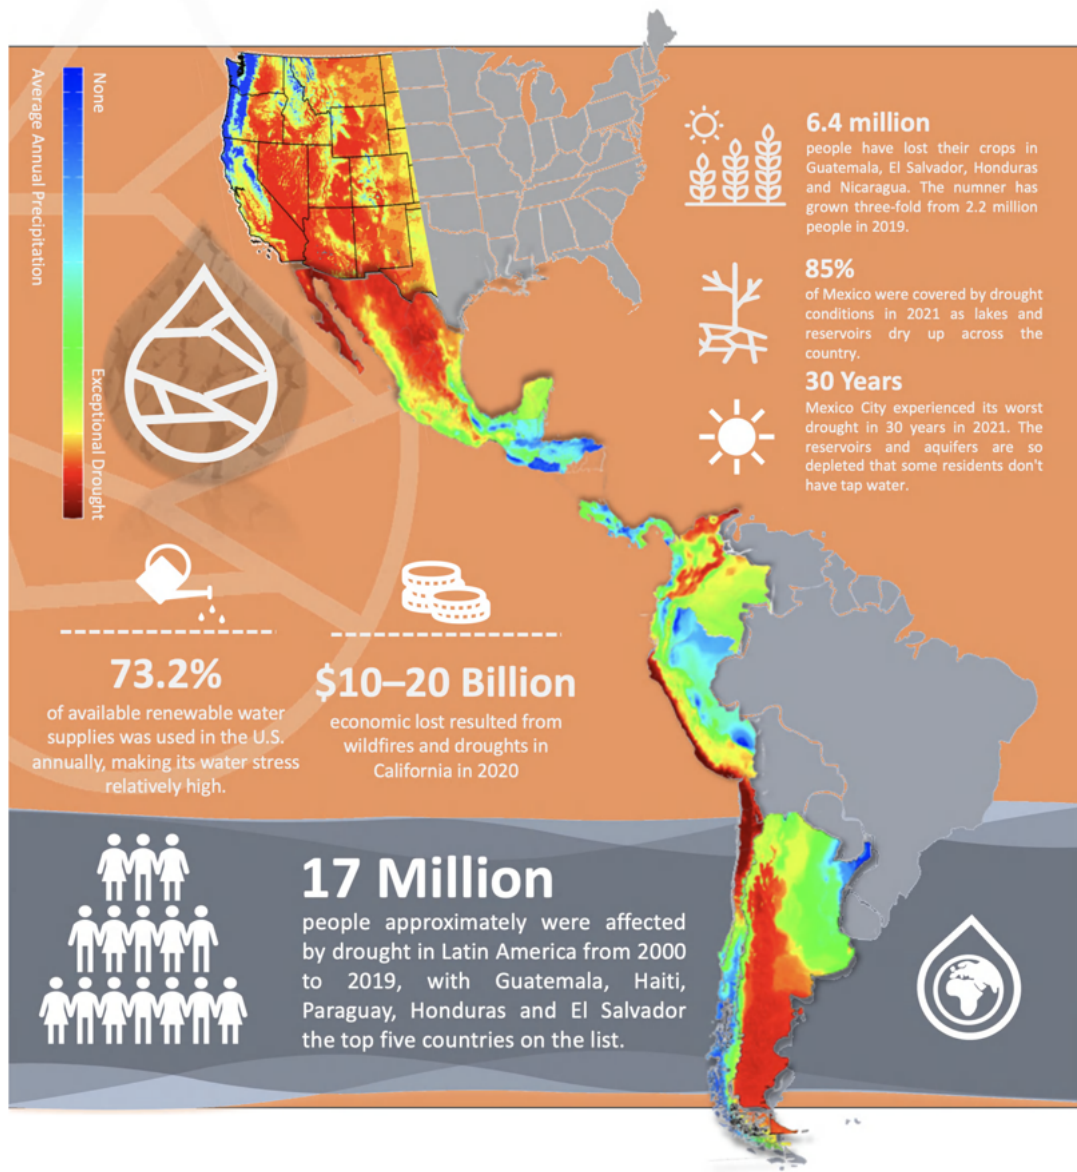 None
Average Annual Precipitation
Exceptional Drought
6.4 million
people have lost their crops in
Guatemala, El Salvador, Honduras
and Nicaragua. The numner has
grown three-fold from 2.2 million
people in 2019.
85%
of Mexico were covered by drought
conditions in 2021 as lakes and
reservoirs dry up across the
country.
30 Years
Mexico City experienced its worst
drought in 30 years in 2021. The
reservoirs and aquifers are so
depleted that some residents don't
have tap water.
73.2%
of available renewable water
supplies was used in the U.S.
annually, making its water stress
relatively high.
$10–20 Billion
economic lost resulted from
wildfires and droughts in
California in 2020
17 Million
people approximately were affected
by drought in Latin America from 2000
to 2019, with Guatemala, Haiti,
Paraguay, Honduras and El Salvador
the top five countries on the list.